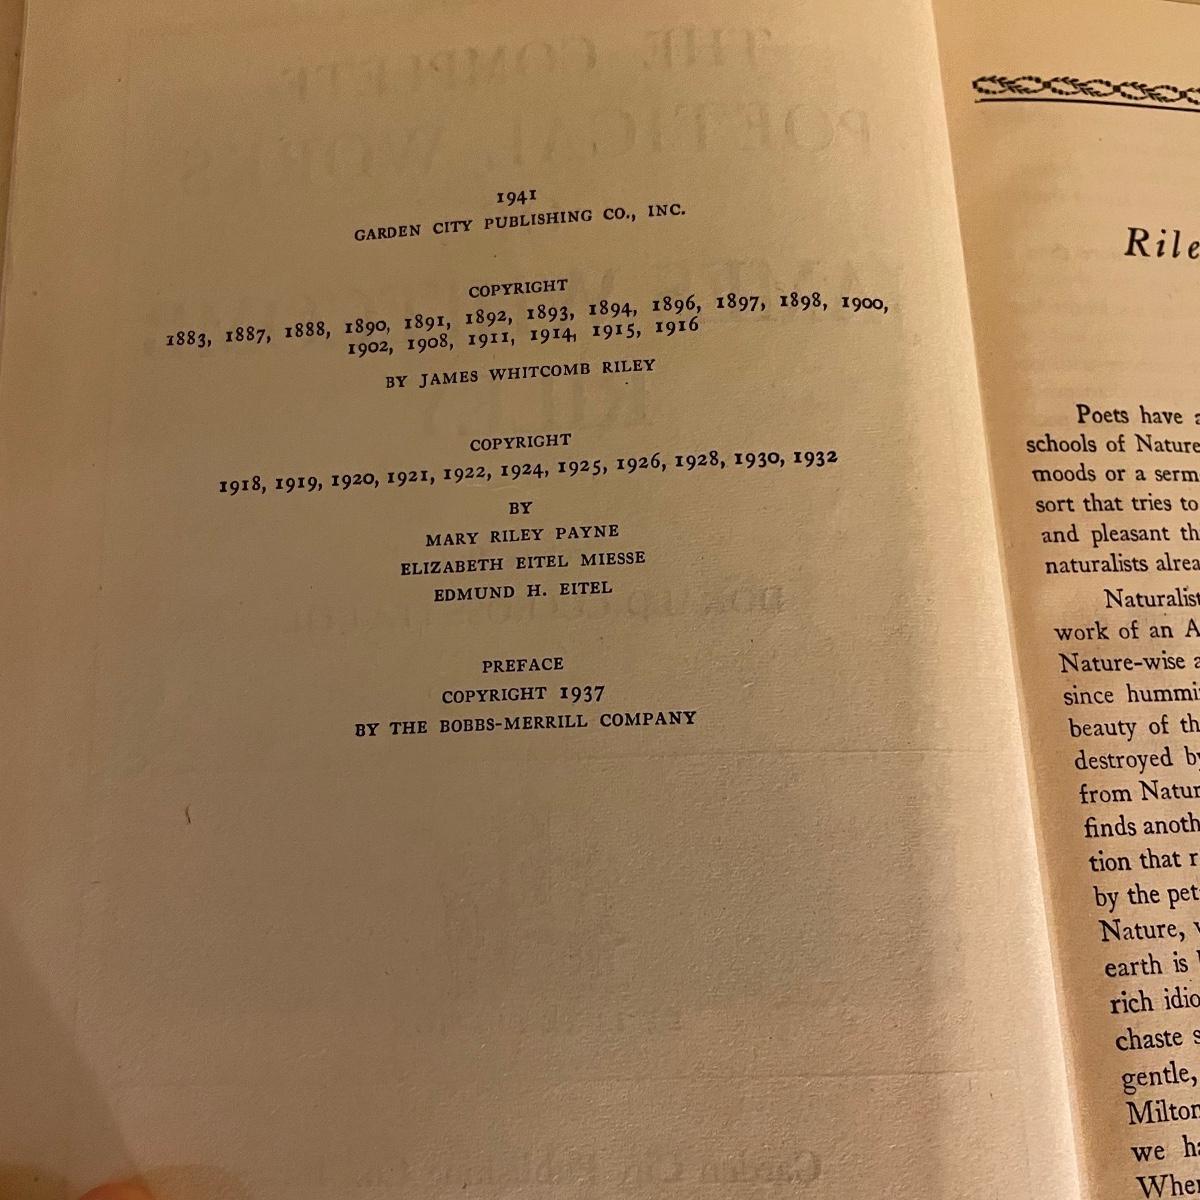 1941
GARDEN CITY PUBLISHING CO., INC.
COPYRIGHT
1883, 1887, 1888, 1890, 1891, 1892, 1893, 1894, 1896, 1897, 1898, 1900,
1902, 1908, 1911, 1914, 1915, 1916
BY JAMES WHITCOMB RILEY
COPYRIGHT
1918, 1919, 1920, 1921, 1922, 1924, 1925, 1926, 1928, 1930, 1932
BY
MARY RILEY PAYNE
ELIZABETH EITEL MIESSE
EDMUND H. EITEL
PREFACE
COPYRIGHT 1937
BY THE BOBBS-MERRILL COMPANY
Rile
Poets have a
schools of Nature
moods or a serm
sort that tries to
and pleasant th
naturalists alrea
Naturalist
work of an A
Nature-wise a
since hummi
beauty of th
destroyed by
from Natur
finds anoth
tion that r
by the pet
Nature,
earth is
rich idio
chaste s
gentle,
Milton
we ha
When